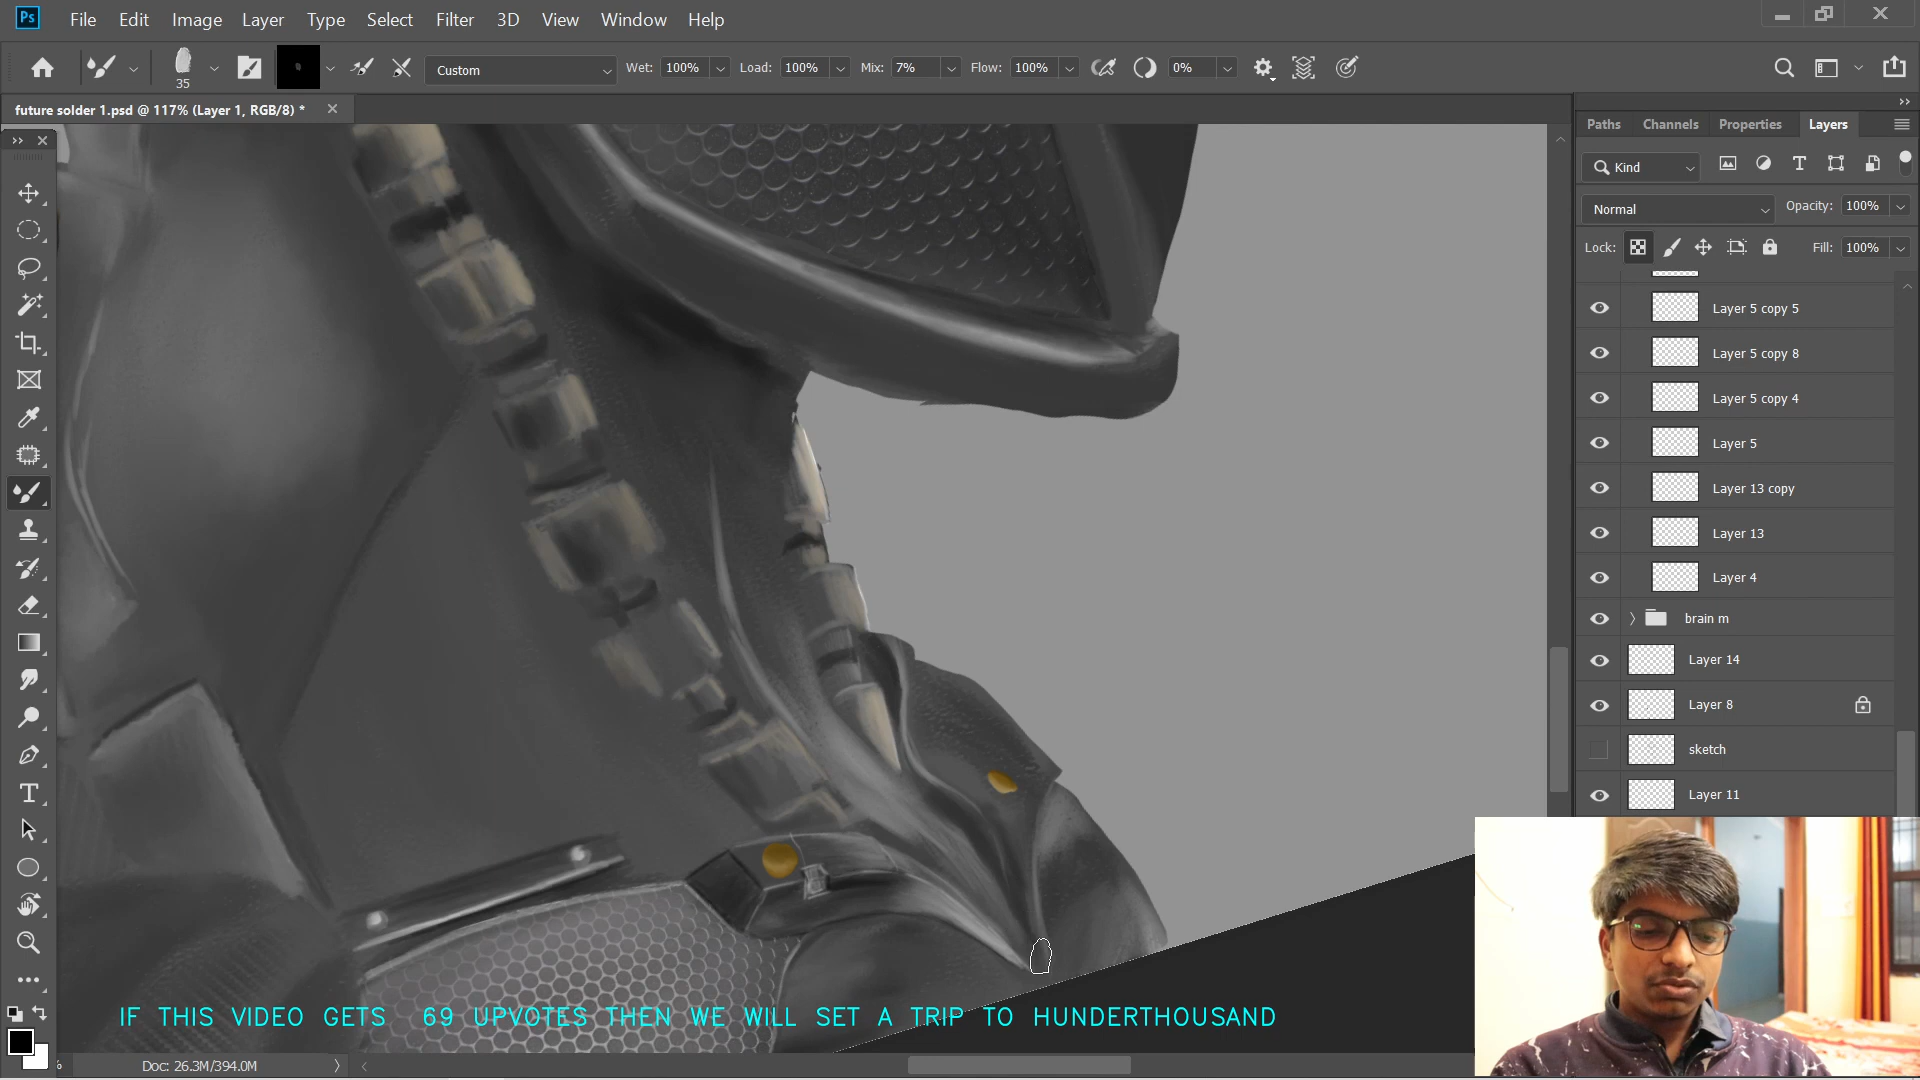 Ps File Edit Image Layer Type Select Filter 3D View Window Help
35 Custom Wet: 100% Load: 100% Mix: 7% Flow: 100% 0%
future solder 1.psd @ 117% (Layer 1, RGB/8) *
Paths Channels Properties Layers
Kind
Normal Opacity: 100%
Lock: Fill: 100%
Layer 5 copy 5
Layer 5 copy 8
Layer 5 copy 4
Layer 5
Layer 13 copy
Layer 13
Layer 4
brain m
Layer 14
Layer 8
sketch
Layer 11
IF THIS VIDEO GETS 69 UPVOTES THEN WE WILL SET A TRIP TO HUNDERTHOUSAND
% Doc: 26.3M/394.0M